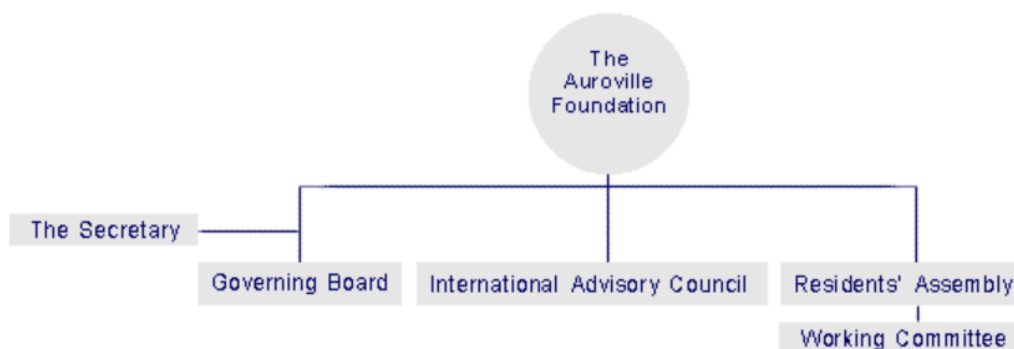 The
Auroville
Foundation
The Secretary
Governing Board
International Advisory Council
Residents' Assembly
Working Committee